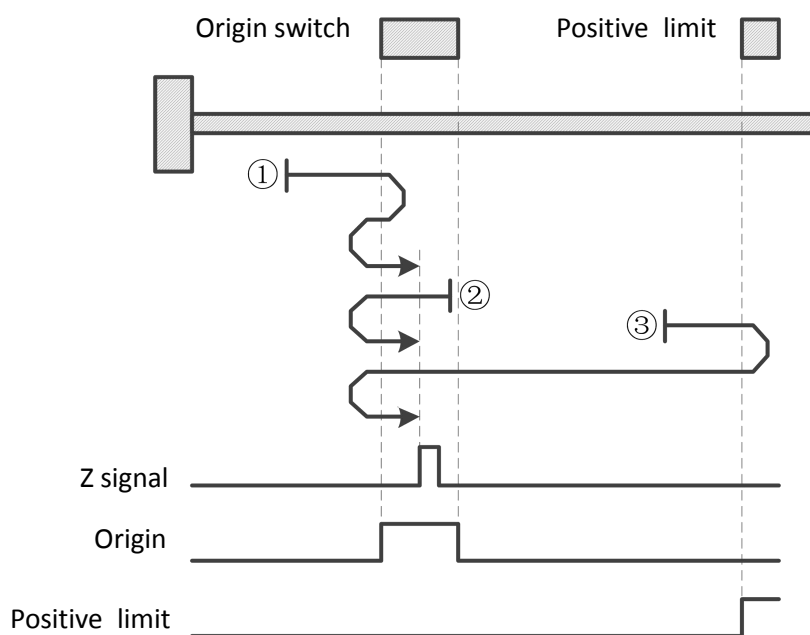 Origin switch
Positive limit
①
②
③
Z signal
Origin
Positive limit